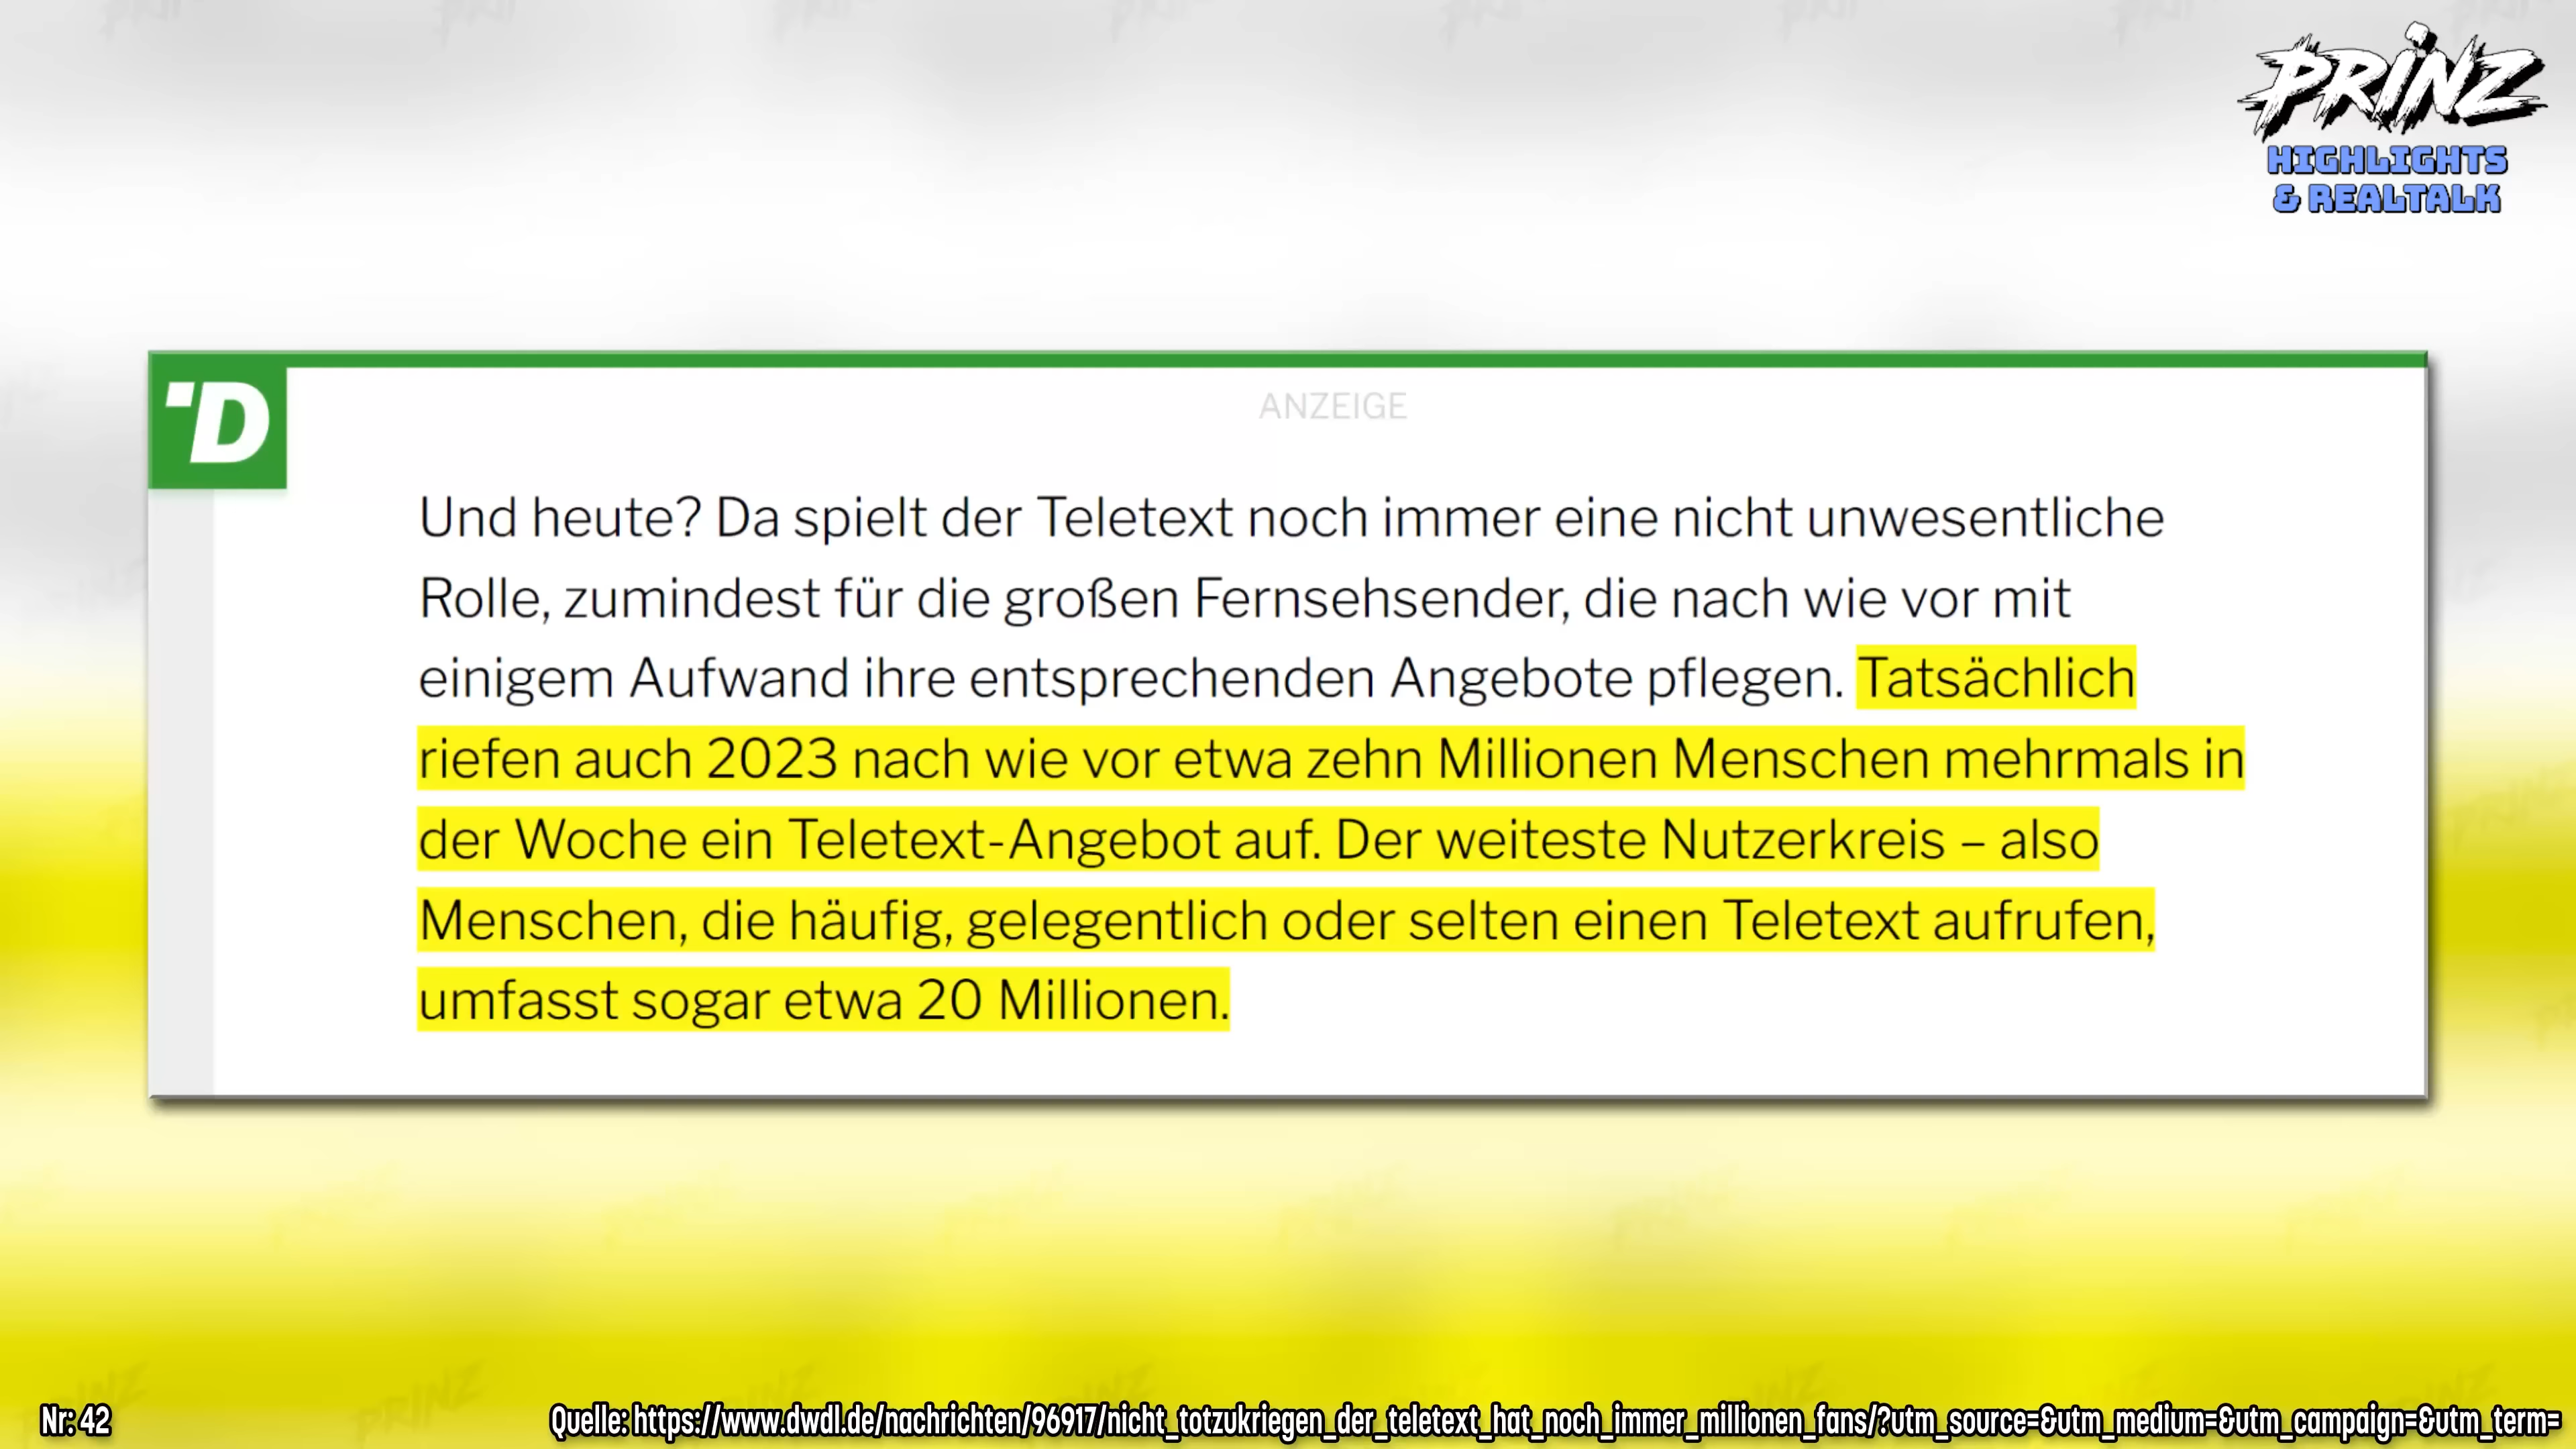 PRINZ
HIGHLIGHTS
& REALTALK
D
ANZEIGE
Und heute? Da spielt der Teletext noch immer eine nicht unwesentliche
Rolle, zumindest für die großen Fernsehsender, die nach wie vor mit
einigem Aufwand ihre entsprechenden Angebote pflegen. Tatsächlich
riefen auch 2023 nach wie vor etwa zehn Millionen Menschen mehrmals in
der Woche ein Teletext-Angebot auf. Der weiteste Nutzerkreis – also
Menschen, die häufig, gelegentlich oder selten einen Teletext aufrufen,
umfasst sogar etwa 20 Millionen.
Nr: 42
Quelle: https://www.dwdl.de/nachrichten/96917/nicht_totzukriegen_der_teletext_hat_noch_immer_millionen_fans/?utm_source=&utm_medium=&utm_campaign=&utm_term=